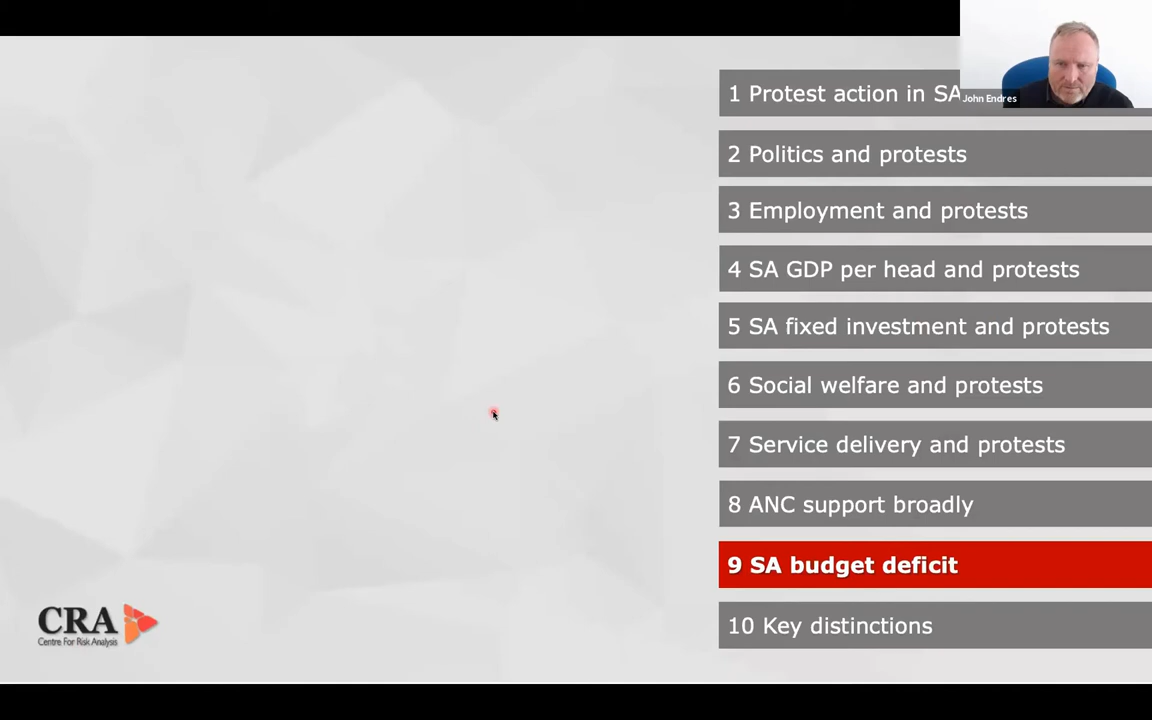 1 Protest action in SA
John Endres
2 Politics and protests
3 Employment and protests
4 SA GDP per head and protests
5 SA fixed investment and protests
6 Social welfare and protests
7 Service delivery and protests
8 ANC support broadly
9 SA budget deficit
10 Key distinctions
CRA
Centre For Risk Analysis